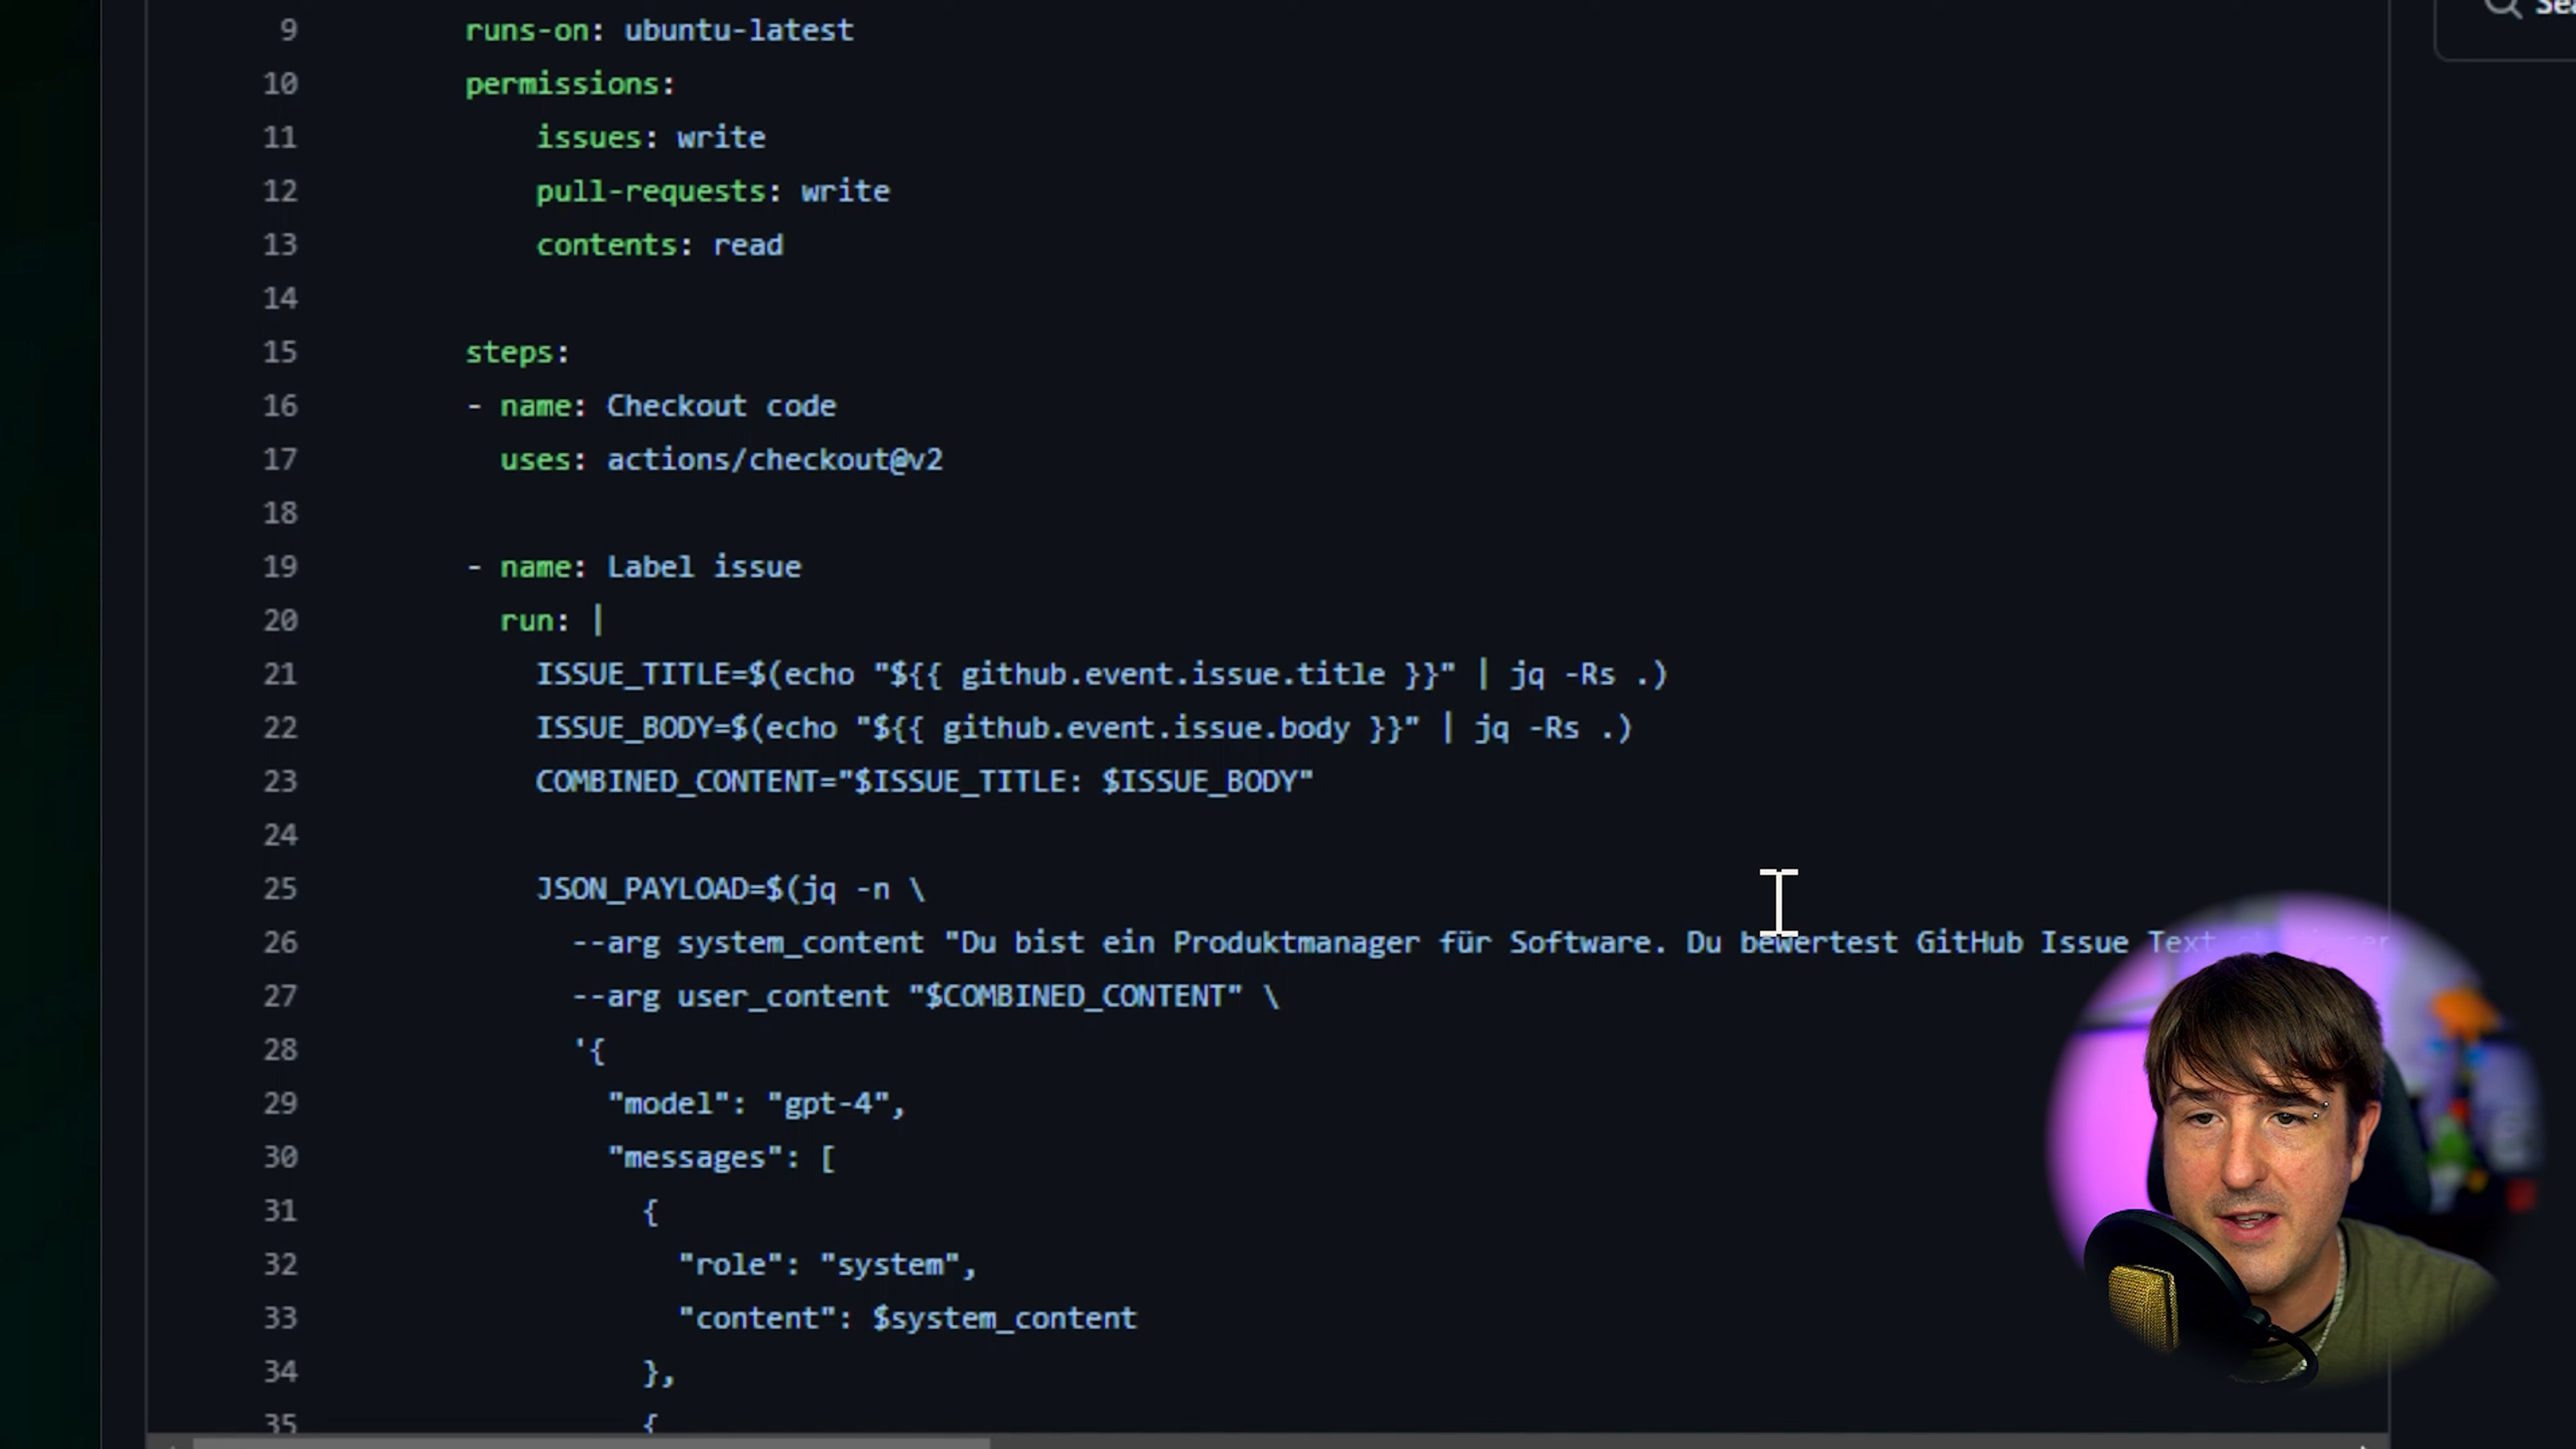 Sea
9 runs-on: ubuntu-latest
10 permissions:
11 issues: write
12 pull-requests: write
13 contents: read
14
15 steps:
16 - name: Checkout code
17 uses: actions/checkout@v2
18
19 - name: Label issue
20 run: |
21 ISSUE_TITLE=$(echo "${{ github.event.issue.title }}" | jq -Rs .)
22 ISSUE_BODY=$(echo "${{ github.event.issue.body }}" | jq -Rs .)
23 COMBINED_CONTENT="$ISSUE_TITLE: $ISSUE_BODY"
24
25 JSON_PAYLOAD=$(jq -n \
26 --arg system_content "Du bist ein Produktmanager für Software. Du bewertest GitHub Issue Text
27 --arg user_content "$COMBINED_CONTENT" \
28 '{
29 "model": "gpt-4",
30 "messages": [
31 {
32 "role": "system",
33 "content": $system_content
34 },
35 {